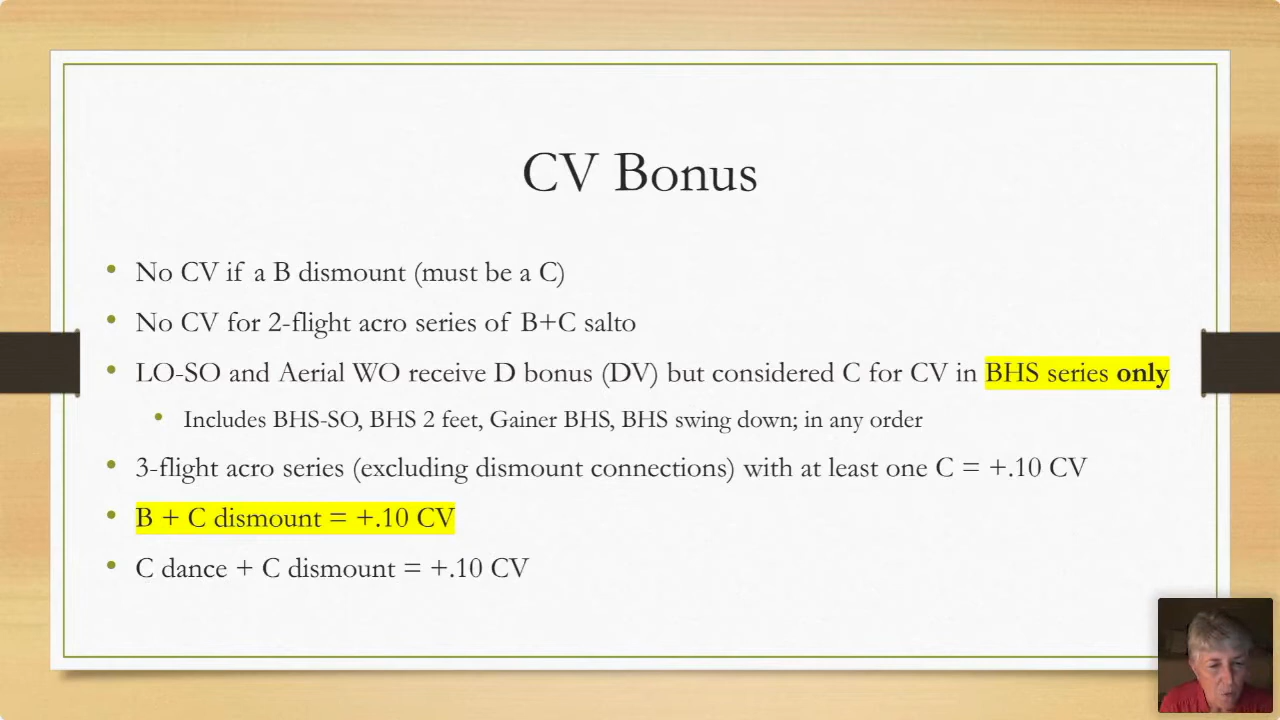 CV Bonus
• No CV if a B dismount (must be a C)
• No CV for 2-flight acro series of B+C salto
• LO-SO and Aerial WO receive D bonus (DV) but considered C for CV in BHS series only
• Includes BHS-SO, BHS 2 feet, Gainer BHS, BHS swing down; in any order
• 3-flight acro series (excluding dismount connections) with at least one C = +.10 CV
• B + C dismount = +.10 CV
• C dance + C dismount = +.10 CV